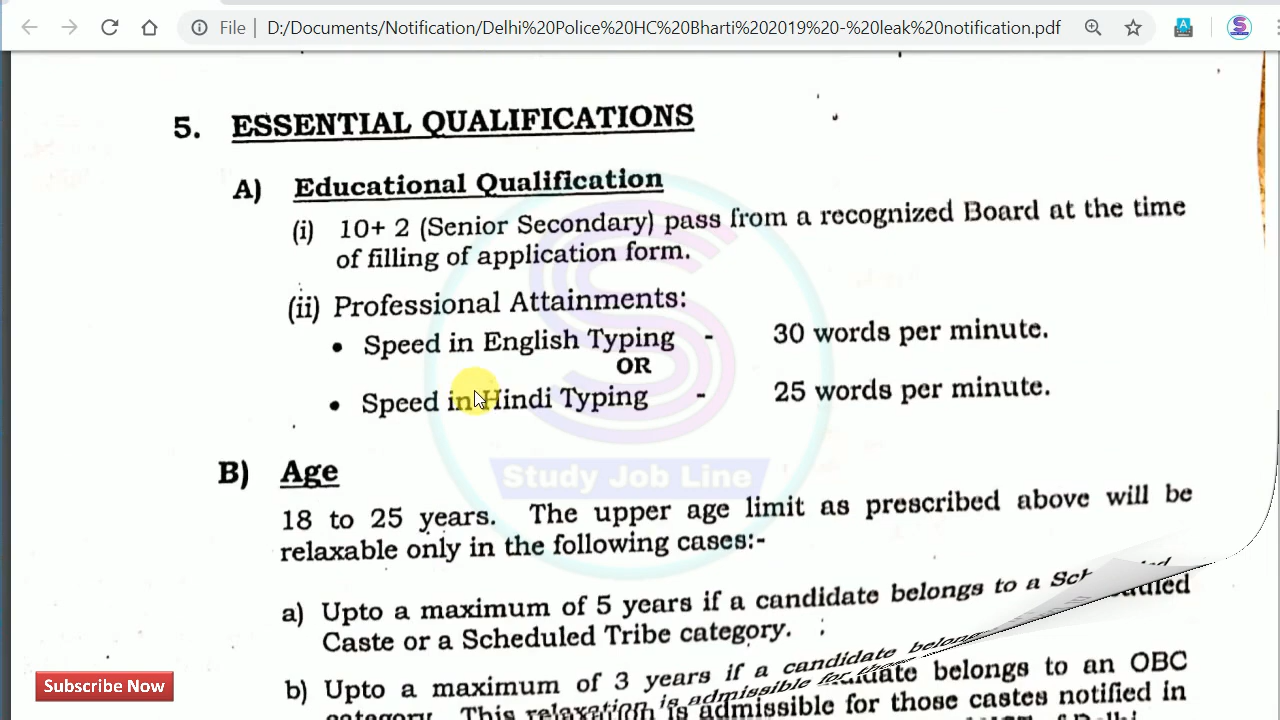 File | D:/Documents/Notification/Delhi%20Police%20HC%20Bharti%202019%20-%20leak%20notification.pdf
5. ESSENTIAL QUALIFICATIONS
A) Educational Qualification
(i) 10+ 2 (Senior Secondary) pass from a recognized Board at the time
of filling of application form.
(ii) Professional Attainments:
• Speed in English Typing - 30 words per minute.
OR
• Speed in Hindi Typing - 25 words per minute.
Study Job Line
B) Age
18 to 25 years. The upper age limit as prescribed above will be
relaxable only in the following cases:-
a) Upto a maximum of 5 years if a candidate belongs to a
Caste or a Scheduled Tribe category.
b) Upto a maximum of 3 years if a candidate belongs to an OBC
category. This relaxation is admissible for those castes notified in
Subscribe Now